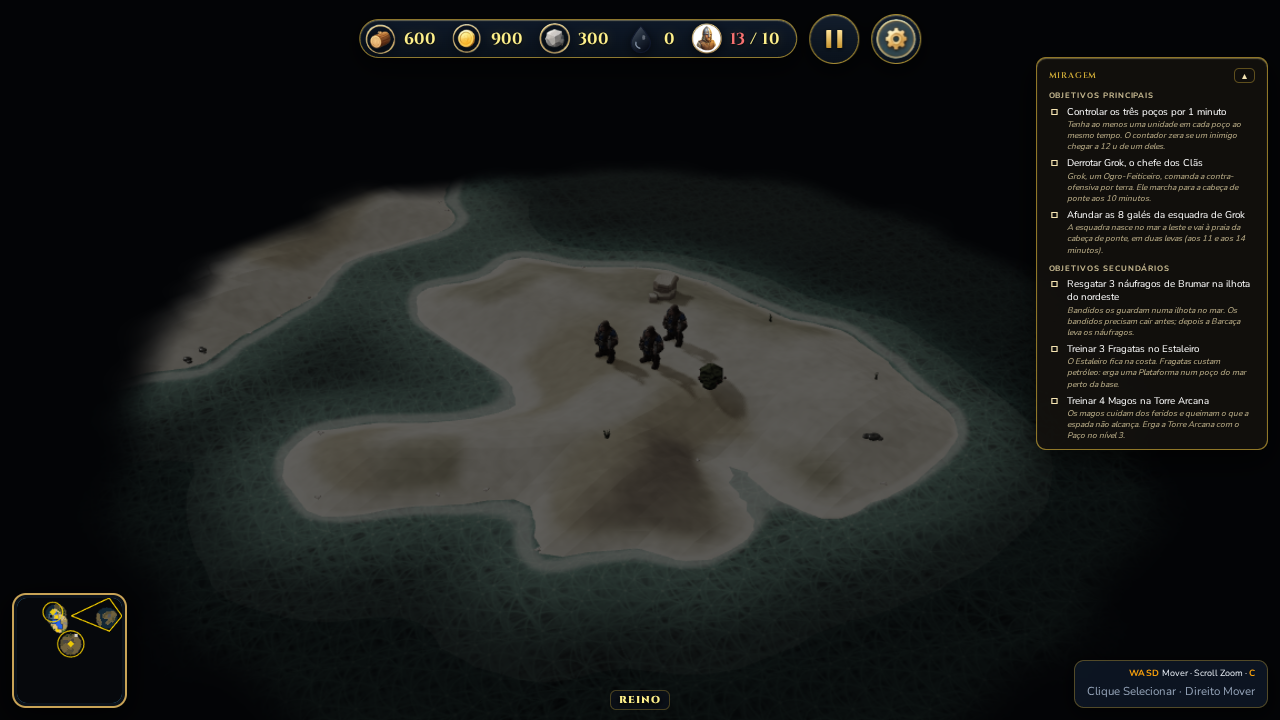 600 900 300 0 13 / 10
MIRAGEM ▲
OBJETIVOS PRINCIPAIS
Controlar os três poços por 1 minuto
Tenha ao menos uma unidade em cada poço ao
mesmo tempo. O contador zera se um inimigo
chegar a 12 u de um deles.
Derrotar Grok, o chefe dos Clãs
Grok, um Ogro-Feiticeiro, comanda a contra-
ofensiva por terra. Ele marcha para a cabeça de
ponte aos 10 minutos.
Afundar as 8 galés da esquadra de Grok
A esquadra nasce no mar a leste e vai à praia da
cabeça de ponte, em duas levas (aos 11 e aos 14
minutos).
OBJETIVOS SECUNDÁRIOS
Resgatar 3 náufragos de Brumar na ilhota
do nordeste
Bandidos os guardam numa ilhota no mar. Os
bandidos precisam cair antes; depois a Barcaça
leva os náufragos.
Treinar 3 Fragatas no Estaleiro
O Estaleiro fica na costa. Fragatas custam
petróleo: erga uma Plataforma num poço do mar
perto da base.
Treinar 4 Magos na Torre Arcana
Os magos cuidam dos feridos e queimam o que a
espada não alcança. Erga a Torre Arcana com o
Paço no nível 3.
WASD Mover · Scroll Zoom · C
Clique Selecionar · Direito Mover
REINO